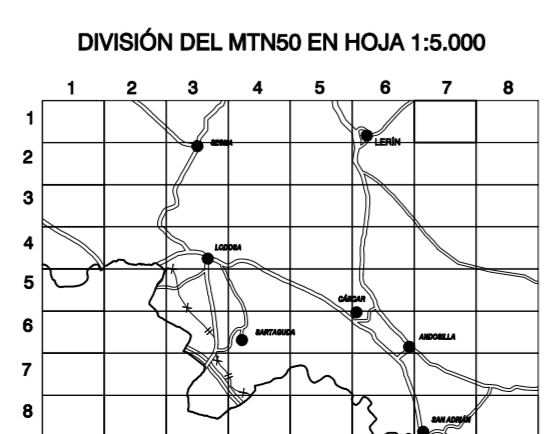 DIVISIÓN DEL MTN50 EN HOJA 1:5.000
1 2 3 4 5 6 7 8
1
LERÍN
2
SESMA
3
4
LODOSA
5
CÁRCAR
6
SARTAGUDA
ANDOSILLA
7
8
SAN ADRIÁN